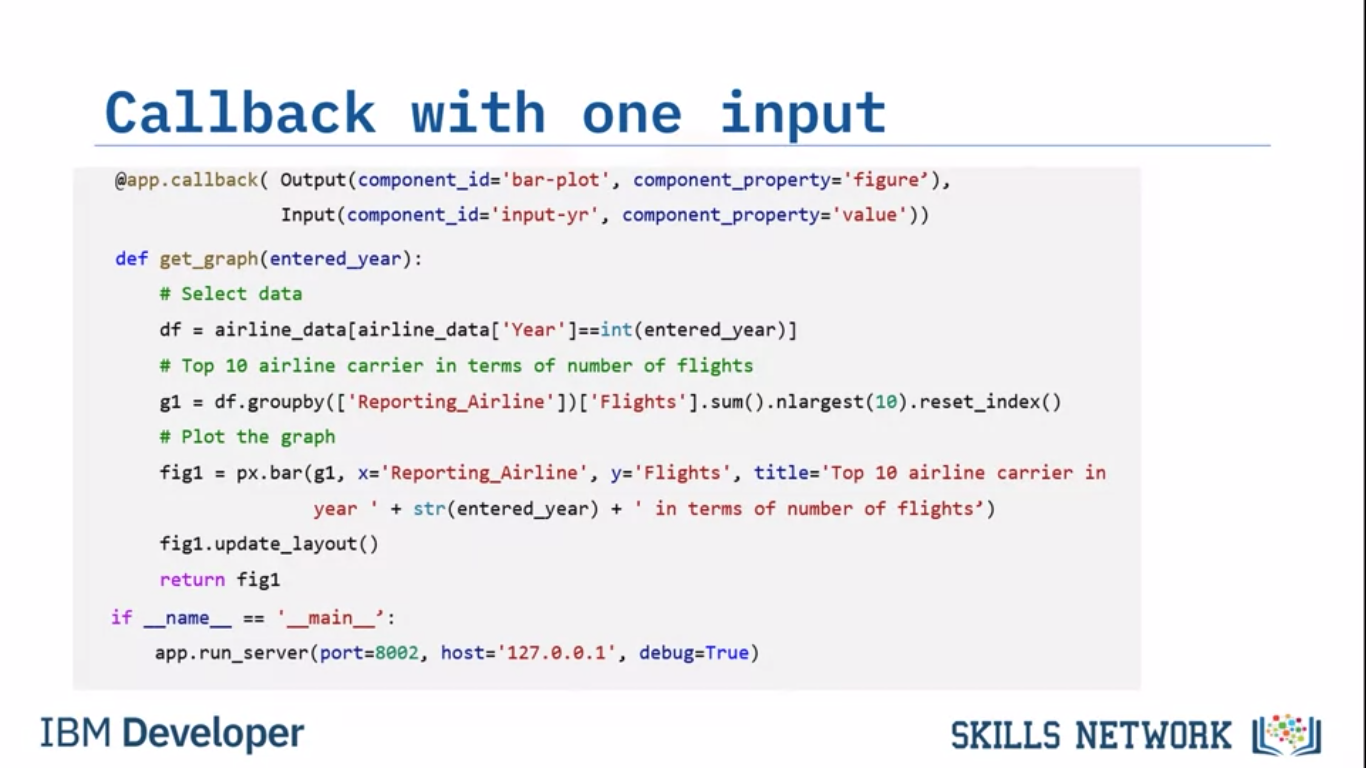 Callback with one input
@app.callback( Output(component_id='bar-plot', component_property='figure’),
Input(component_id='input-yr', component_property='value'))
def get_graph(entered_year):
# Select data
df = airline_data[airline_data['Year']==int(entered_year)]
# Top 10 airline carrier in terms of number of flights
g1 = df.groupby(['Reporting_Airline'])['Flights'].sum().nlargest(10).reset_index()
# Plot the graph
fig1 = px.bar(g1, x='Reporting_Airline', y='Flights', title='Top 10 airline carrier in
year ' + str(entered_year) + ' in terms of number of flights’)
fig1.update_layout()
return fig1
if __name__ == '__main__’:
app.run_server(port=8002, host='127.0.0.1', debug=True)
IBM Developer
SKILLS NETWORK